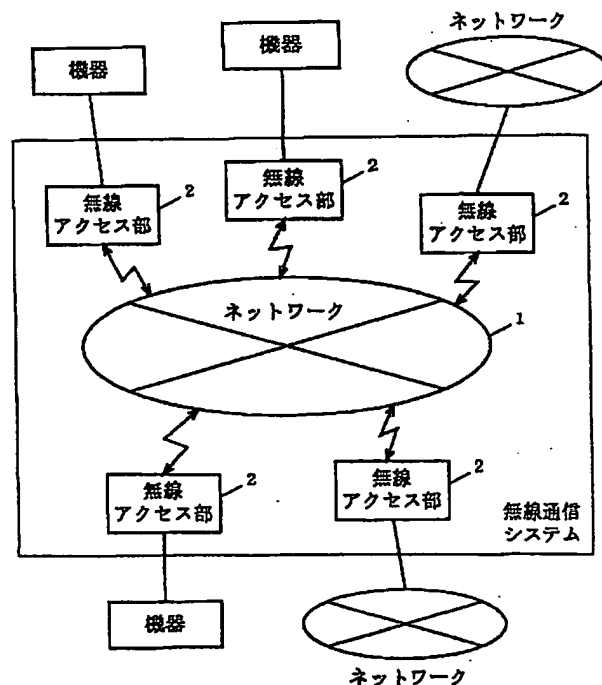 ネットワーク
機器
機器
無線
アクセス部
2
無線
アクセス部
2
無線
アクセス部
2
ネットワーク
1
無線
アクセス部
2
無線
アクセス部
2
無線通信
システム
機器
ネットワーク